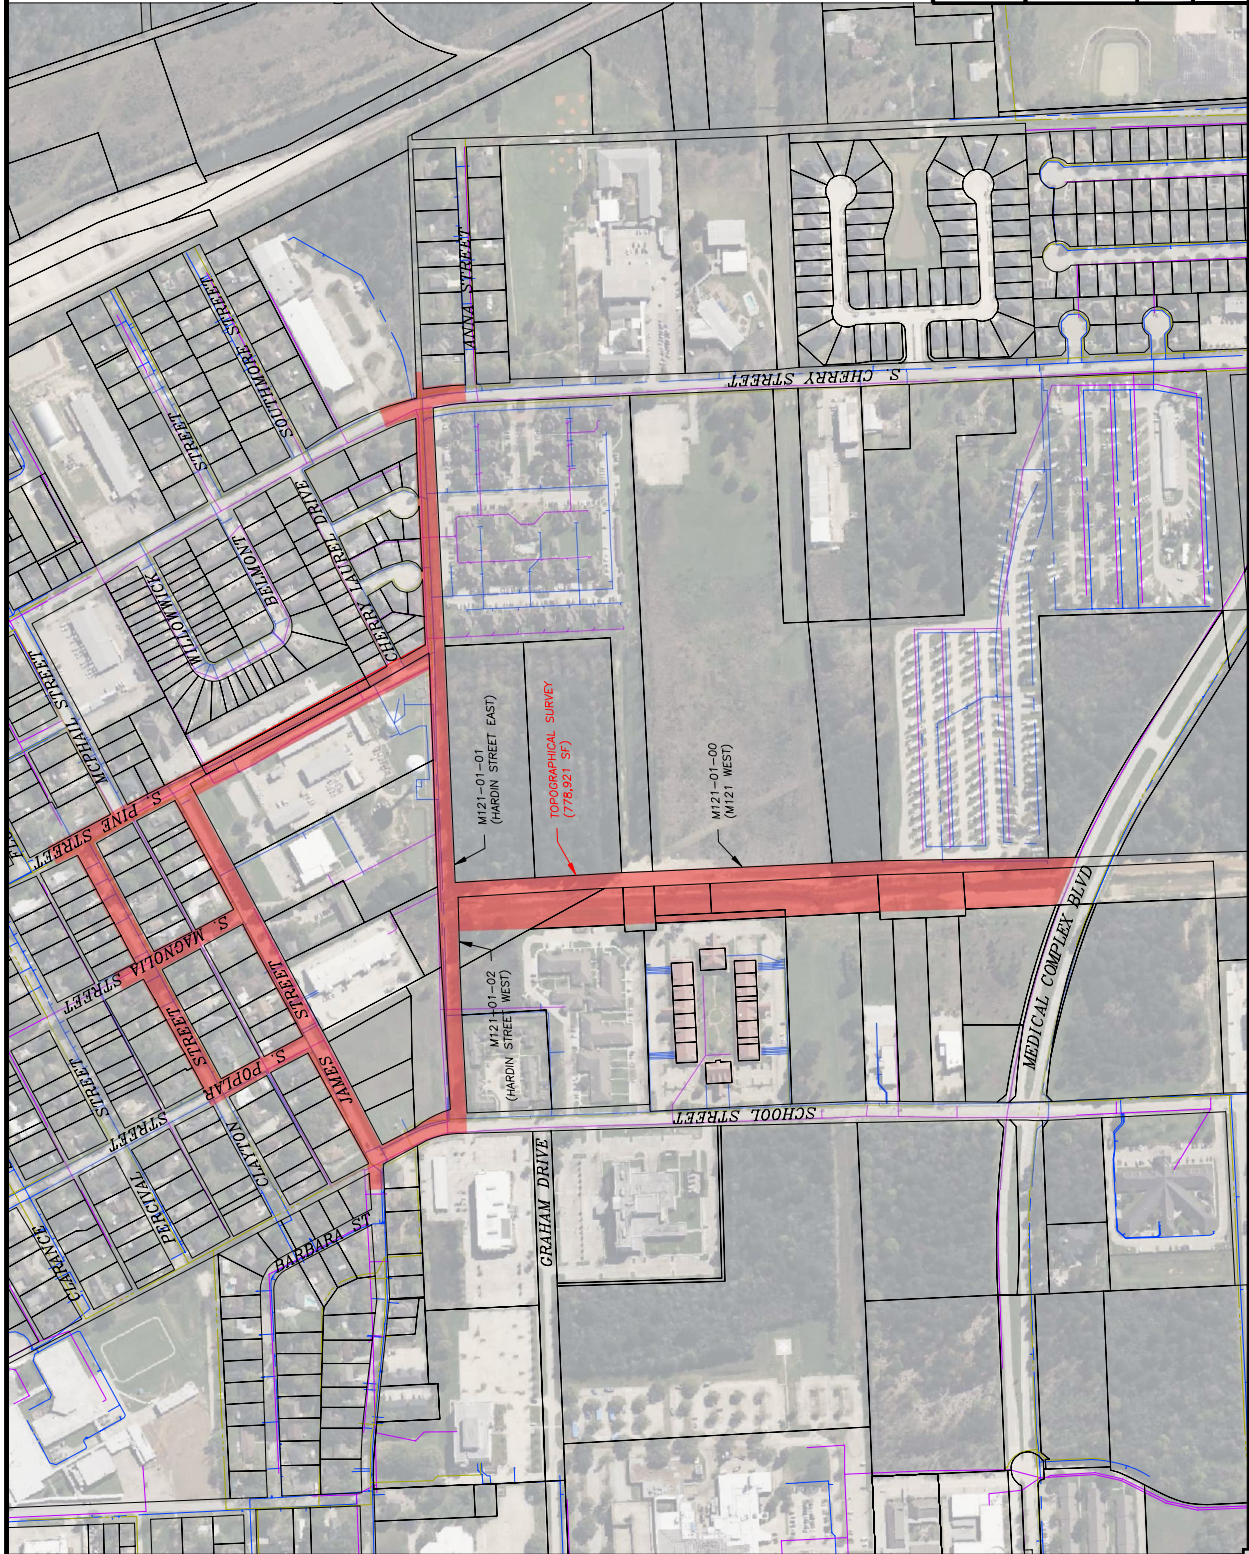 ANNA STREET
SOUTHMORE STREET
STREET
S. CHERRY STREET
BELMONT
CHERRY LAUREL DRIVE
WILLOWWICK
MCPHAIL STREET
S. PINE STREET
STREET
M121-01-01
(HARDIN STREET EAST)
TOPOGRAPHICAL SURVEY
(778,921 SF)
M121-01-00
(M121 WEST)
S. MAGNOLIA STREET
M121-01-02
(HARDIN STREET WEST)
MEDICAL COMPLEX BLVD
JAMES STREET
CLAYTON STREET
S. POPLAR STREET
PERCIVAL STREET
SCHOOL STREET
GRAHAM DRIVE
BARBARA ST
CLARANCE